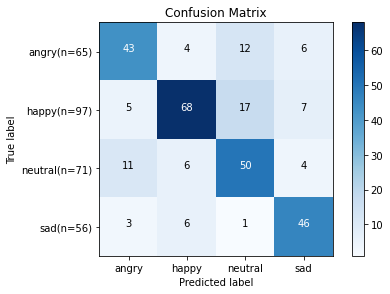 Confusion Matrix
True label
angry(n=65) 43 4 12 6
happy(n=97) 5 68 17 7
neutral(n=71) 11 6 50 4
sad(n=56) 3 6 1 46
angry happy neutral sad
Predicted label
60
50
40
30
20
10